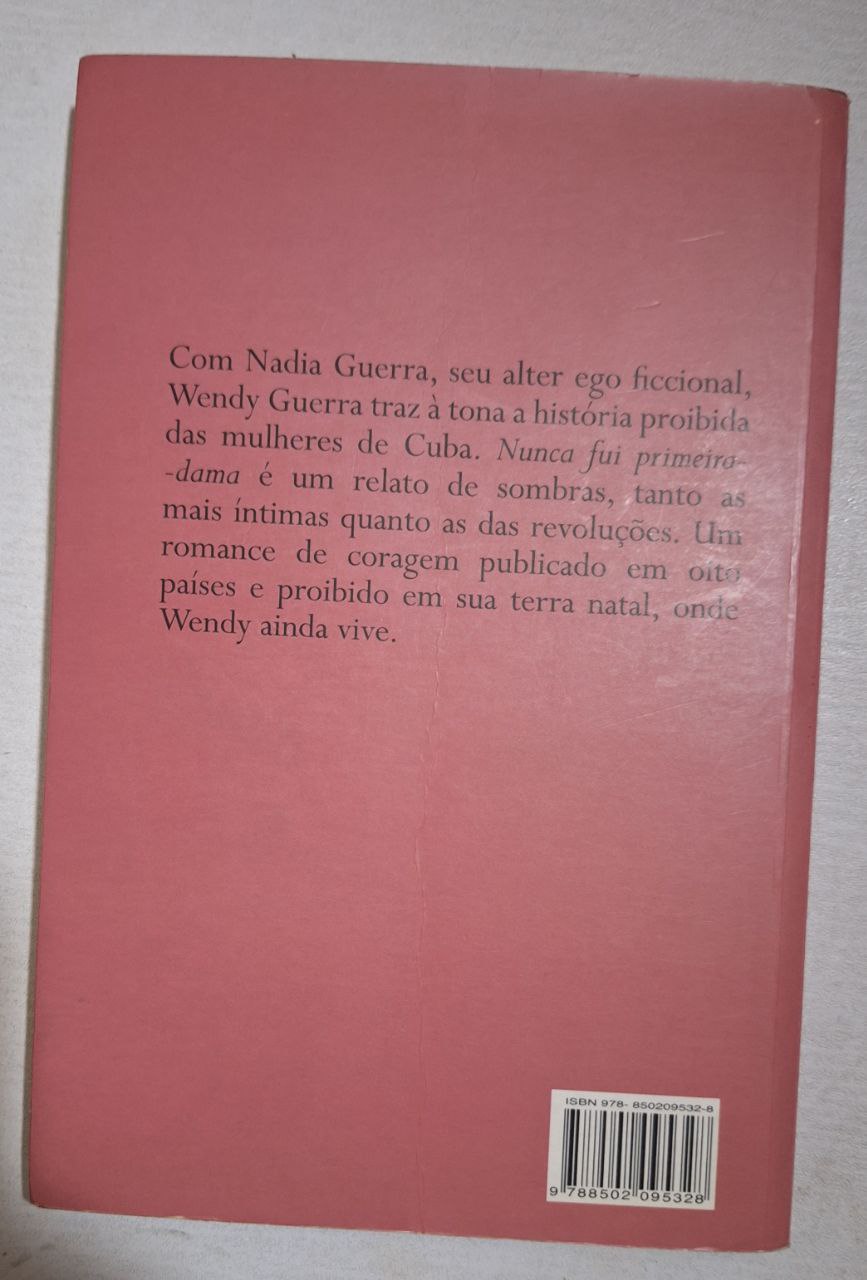 Com Nadia Guerra, seu alter ego ficcional,
Wendy Guerra traz à tona a história proibida
das mulheres de Cuba. Nunca fui primeira-
-dama é um relato de sombras, tanto as
mais íntimas quanto as das revoluções. Um
romance de coragem publicado em oito
países e proibido em sua terra natal, onde
Wendy ainda vive.
ISBN 978- 850209532-8
9 788502 095328